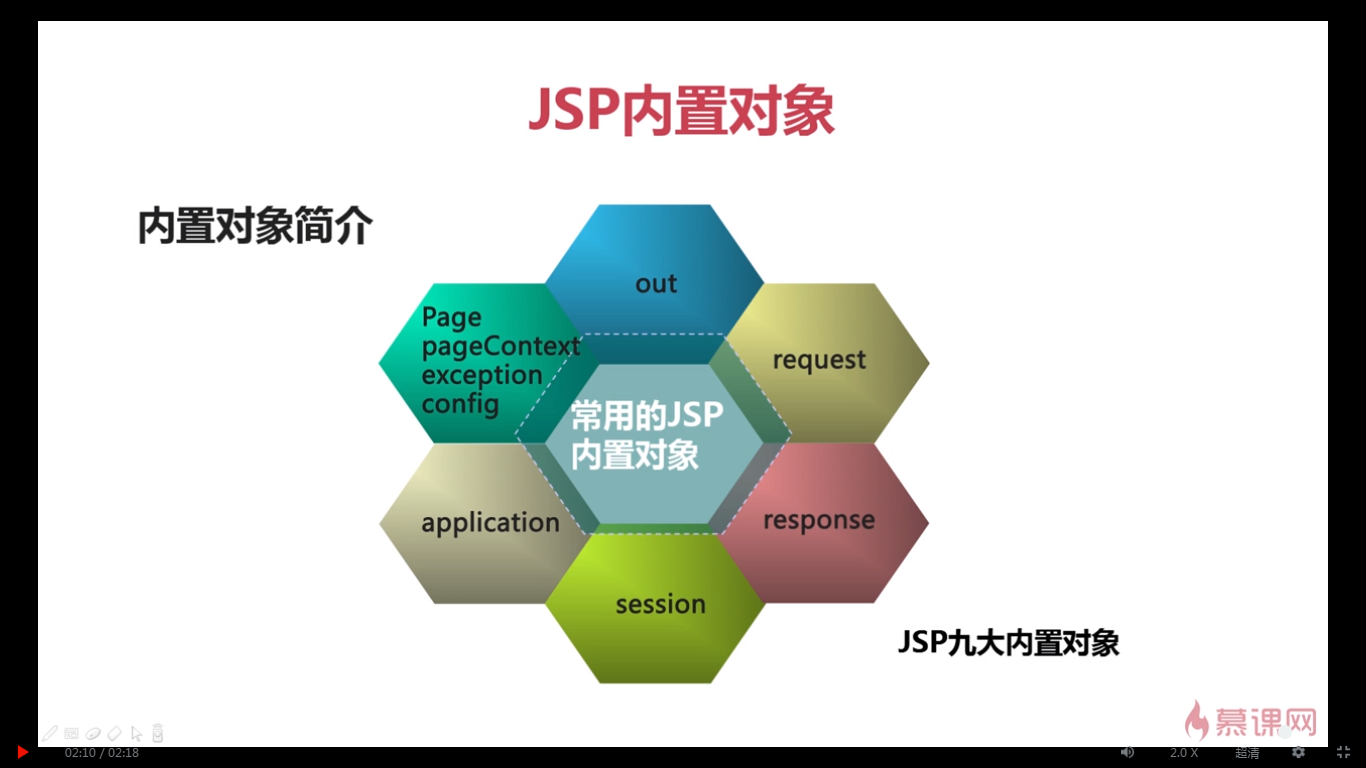 JSP内置对象
内置对象简介
out
Page
pageContext
exception
config
request
常用的JSP
内置对象
application
response
session
JSP九大内置对象
慕课网
02:10 / 02:18
2.0 X
超清